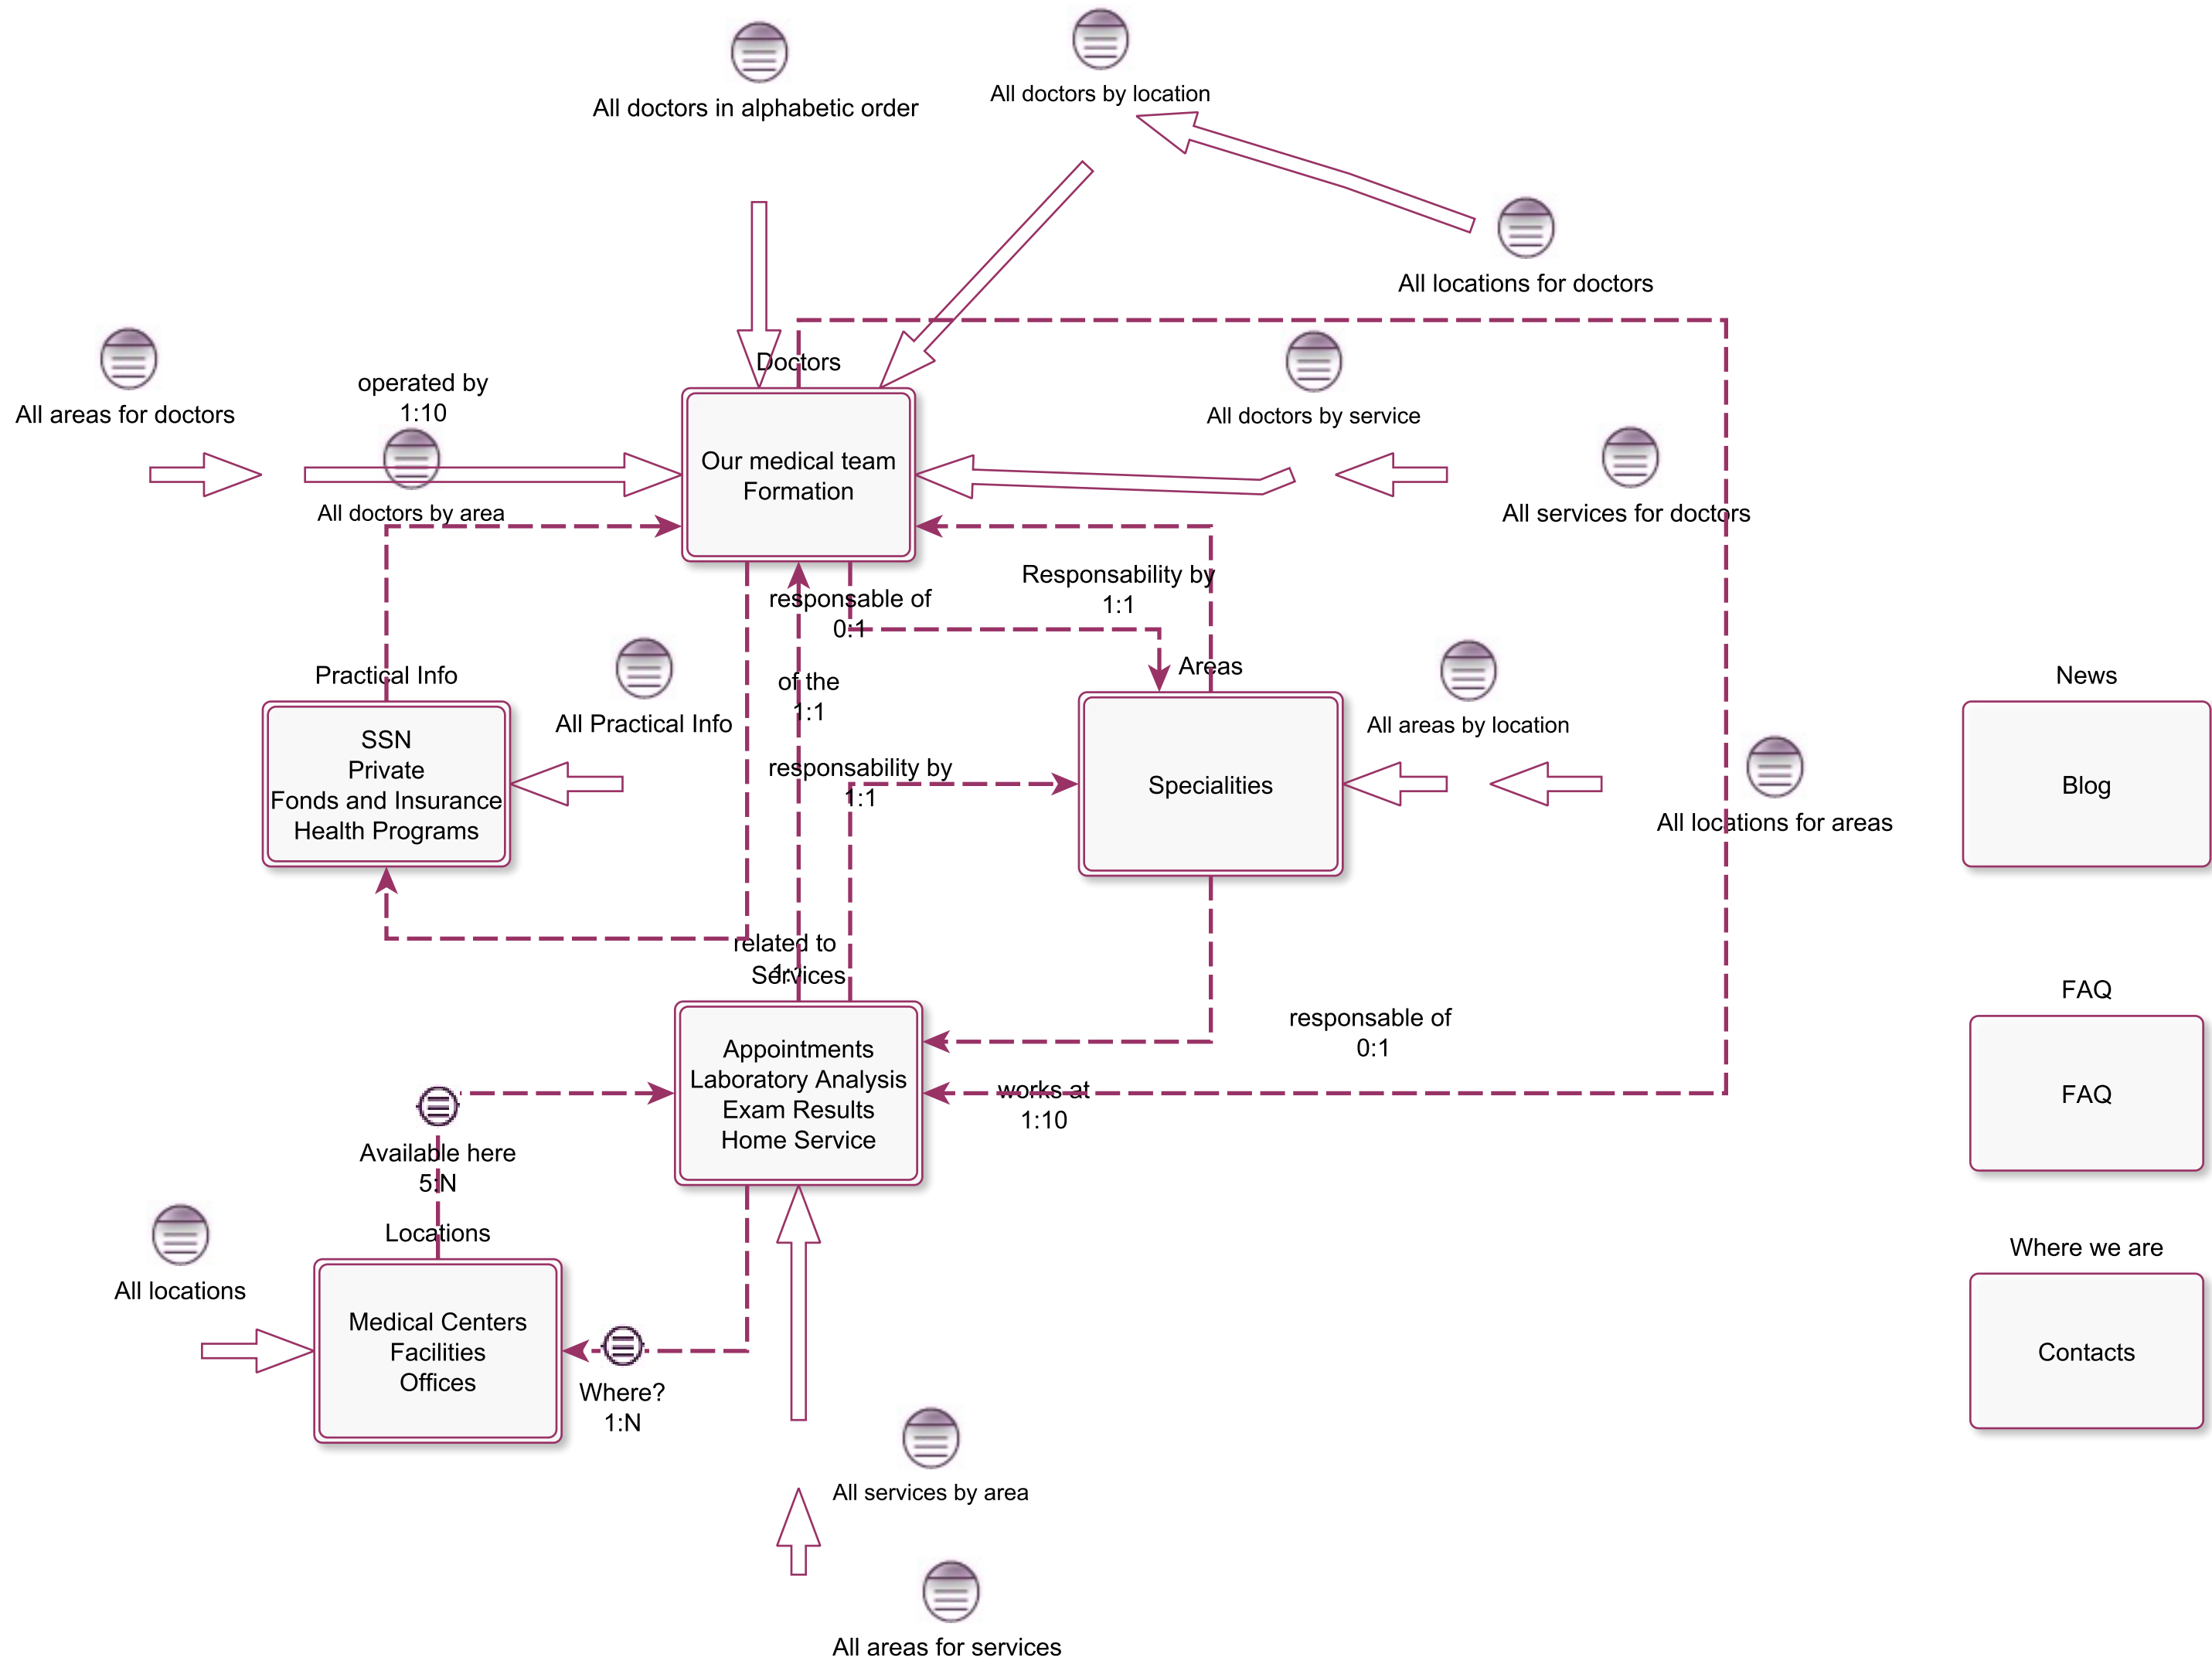 All doctors in alphabetic order
All doctors by location
All locations for doctors
Doctors
All areas for doctors
operated by
1:10
All doctors by area
Our medical team
Formation
All doctors by service
All services for doctors
responsable of
0:1
Responsability by
1:1
Practical Info
All Practical Info
of the
1:1
Areas
All areas by location
News
SSN
Private
Fonds and Insurance
Health Programs
responsability by
1:1
Specialities
All locations for areas
Blog
related to
Services
FAQ
responsable of
0:1
Appointments
Laboratory Analysis
Exam Results
Home Service
works at
1:10
FAQ
Available here
5:N
Locations
All locations
Where we are
Medical Centers
Facilities
Offices
Where?
1:N
Contacts
All services by area
All areas for services